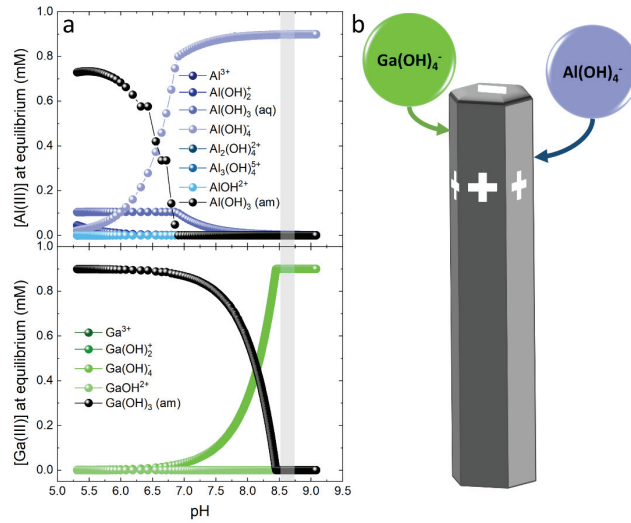 a
[Al(III)] at equilibrium (mM)
1.0
0.8
0.6
0.4
0.2
0.0
Al³⁺
Al(OH)₂⁺
Al(OH)₃ (aq)
Al(OH)₄⁻
Al₂(OH)₄²⁺
Al₃(OH)₄⁵⁺
AlOH²⁺
Al(OH)₃ (am)
[Ga(III)] at equilibrium (mM)
1.0
0.8
0.6
0.4
0.2
0.0
Ga³⁺
Ga(OH)₂⁺
Ga(OH)₄⁻
GaOH²⁺
Ga(OH)₃ (am)
5.0 5.5 6.0 6.5 7.0 7.5 8.0 8.5 9.0 9.5
pH
b
Ga(OH)₄⁻
Al(OH)₄⁻